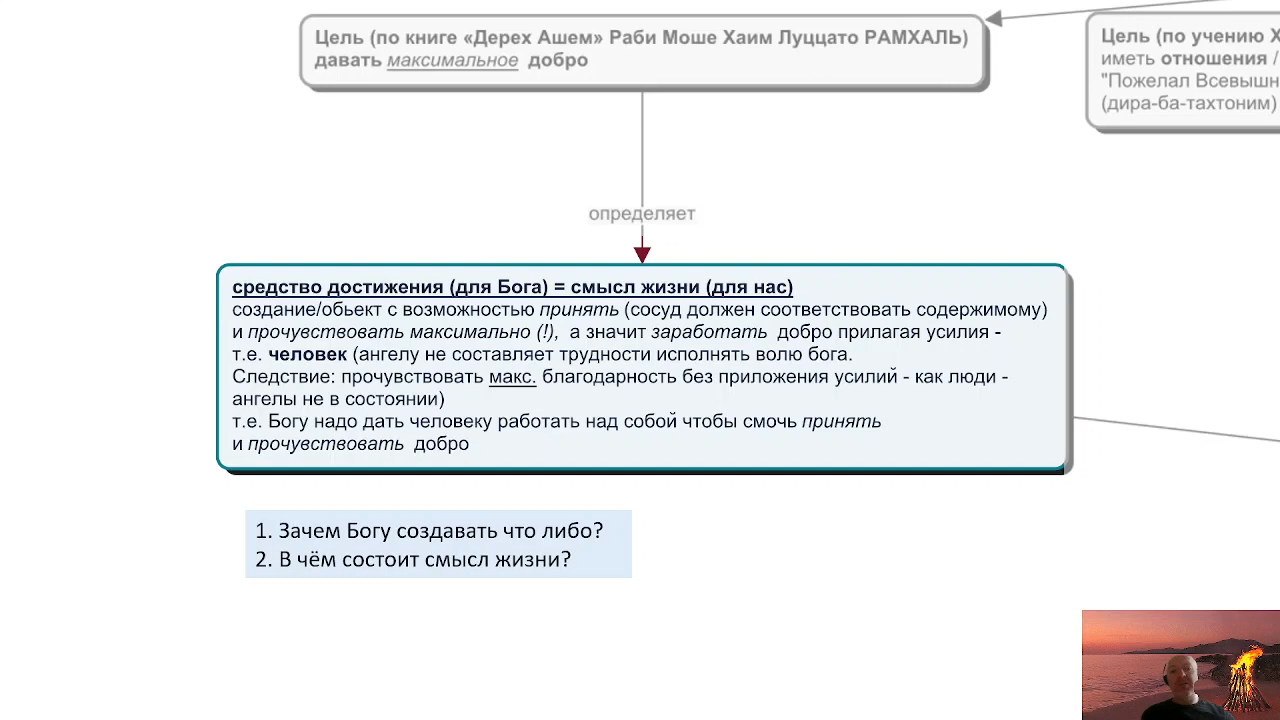 Цель (по книге «Дерех Ашем» Раби Моше Хаим Луццато РАМХАЛЬ)
давать максимальное добро
Цель (по учению
иметь отношения /
"Пожелал Всевышн
(дира-ба-тахтоним)
определяет
средство достижения (для Бога) = смысл жизни (для нас)
создание/обьект с возможностью принять (сосуд должен соответствовать содержимому)
и прочувствовать максимально (!), а значит заработать добро прилагая усилия -
т.е. человек (ангелу не составляет трудности исполнять волю бога.
Следствие: прочувствовать макс. благодарность без приложения усилий - как люди -
ангелы не в состоянии)
т.е. Богу надо дать человеку работать над собой чтобы смочь принять
и прочувствовать добро
1. Зачем Богу создавать что либо?
2. В чём состоит смысл жизни?